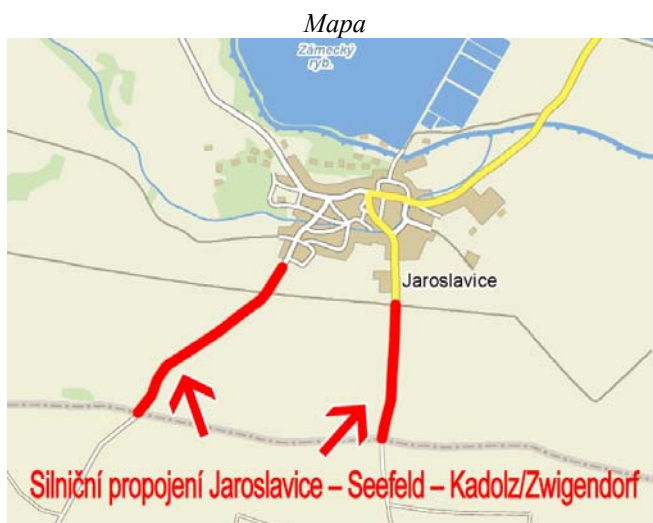 Mapa
Zámecký
ryb.
Jaroslavice
Silniční propojení Jaroslavice – Seefeld – Kadolz/Zwigendorf